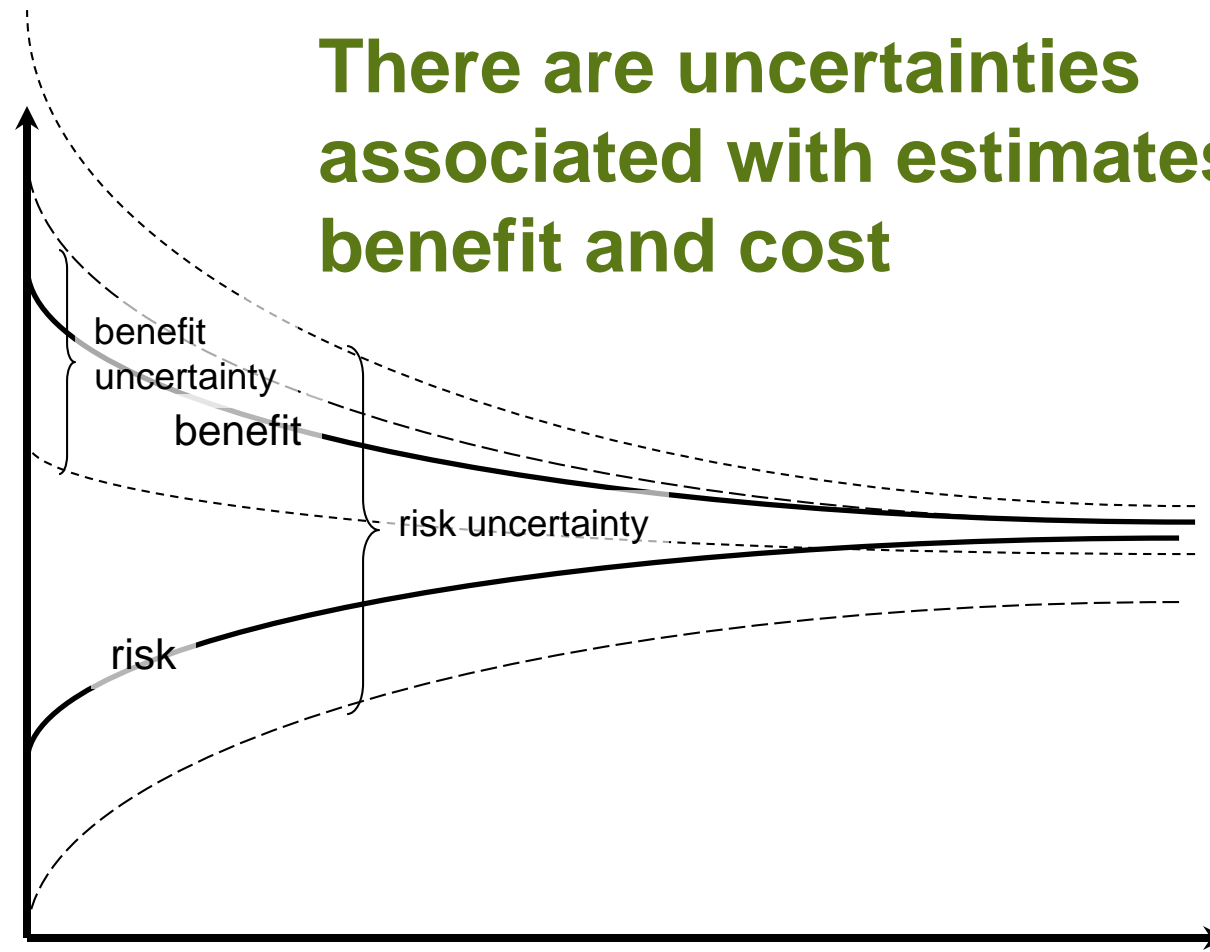 There are uncertainties
associated with estimates
benefit and cost
benefit
uncertainty
benefit
risk uncertainty
risk